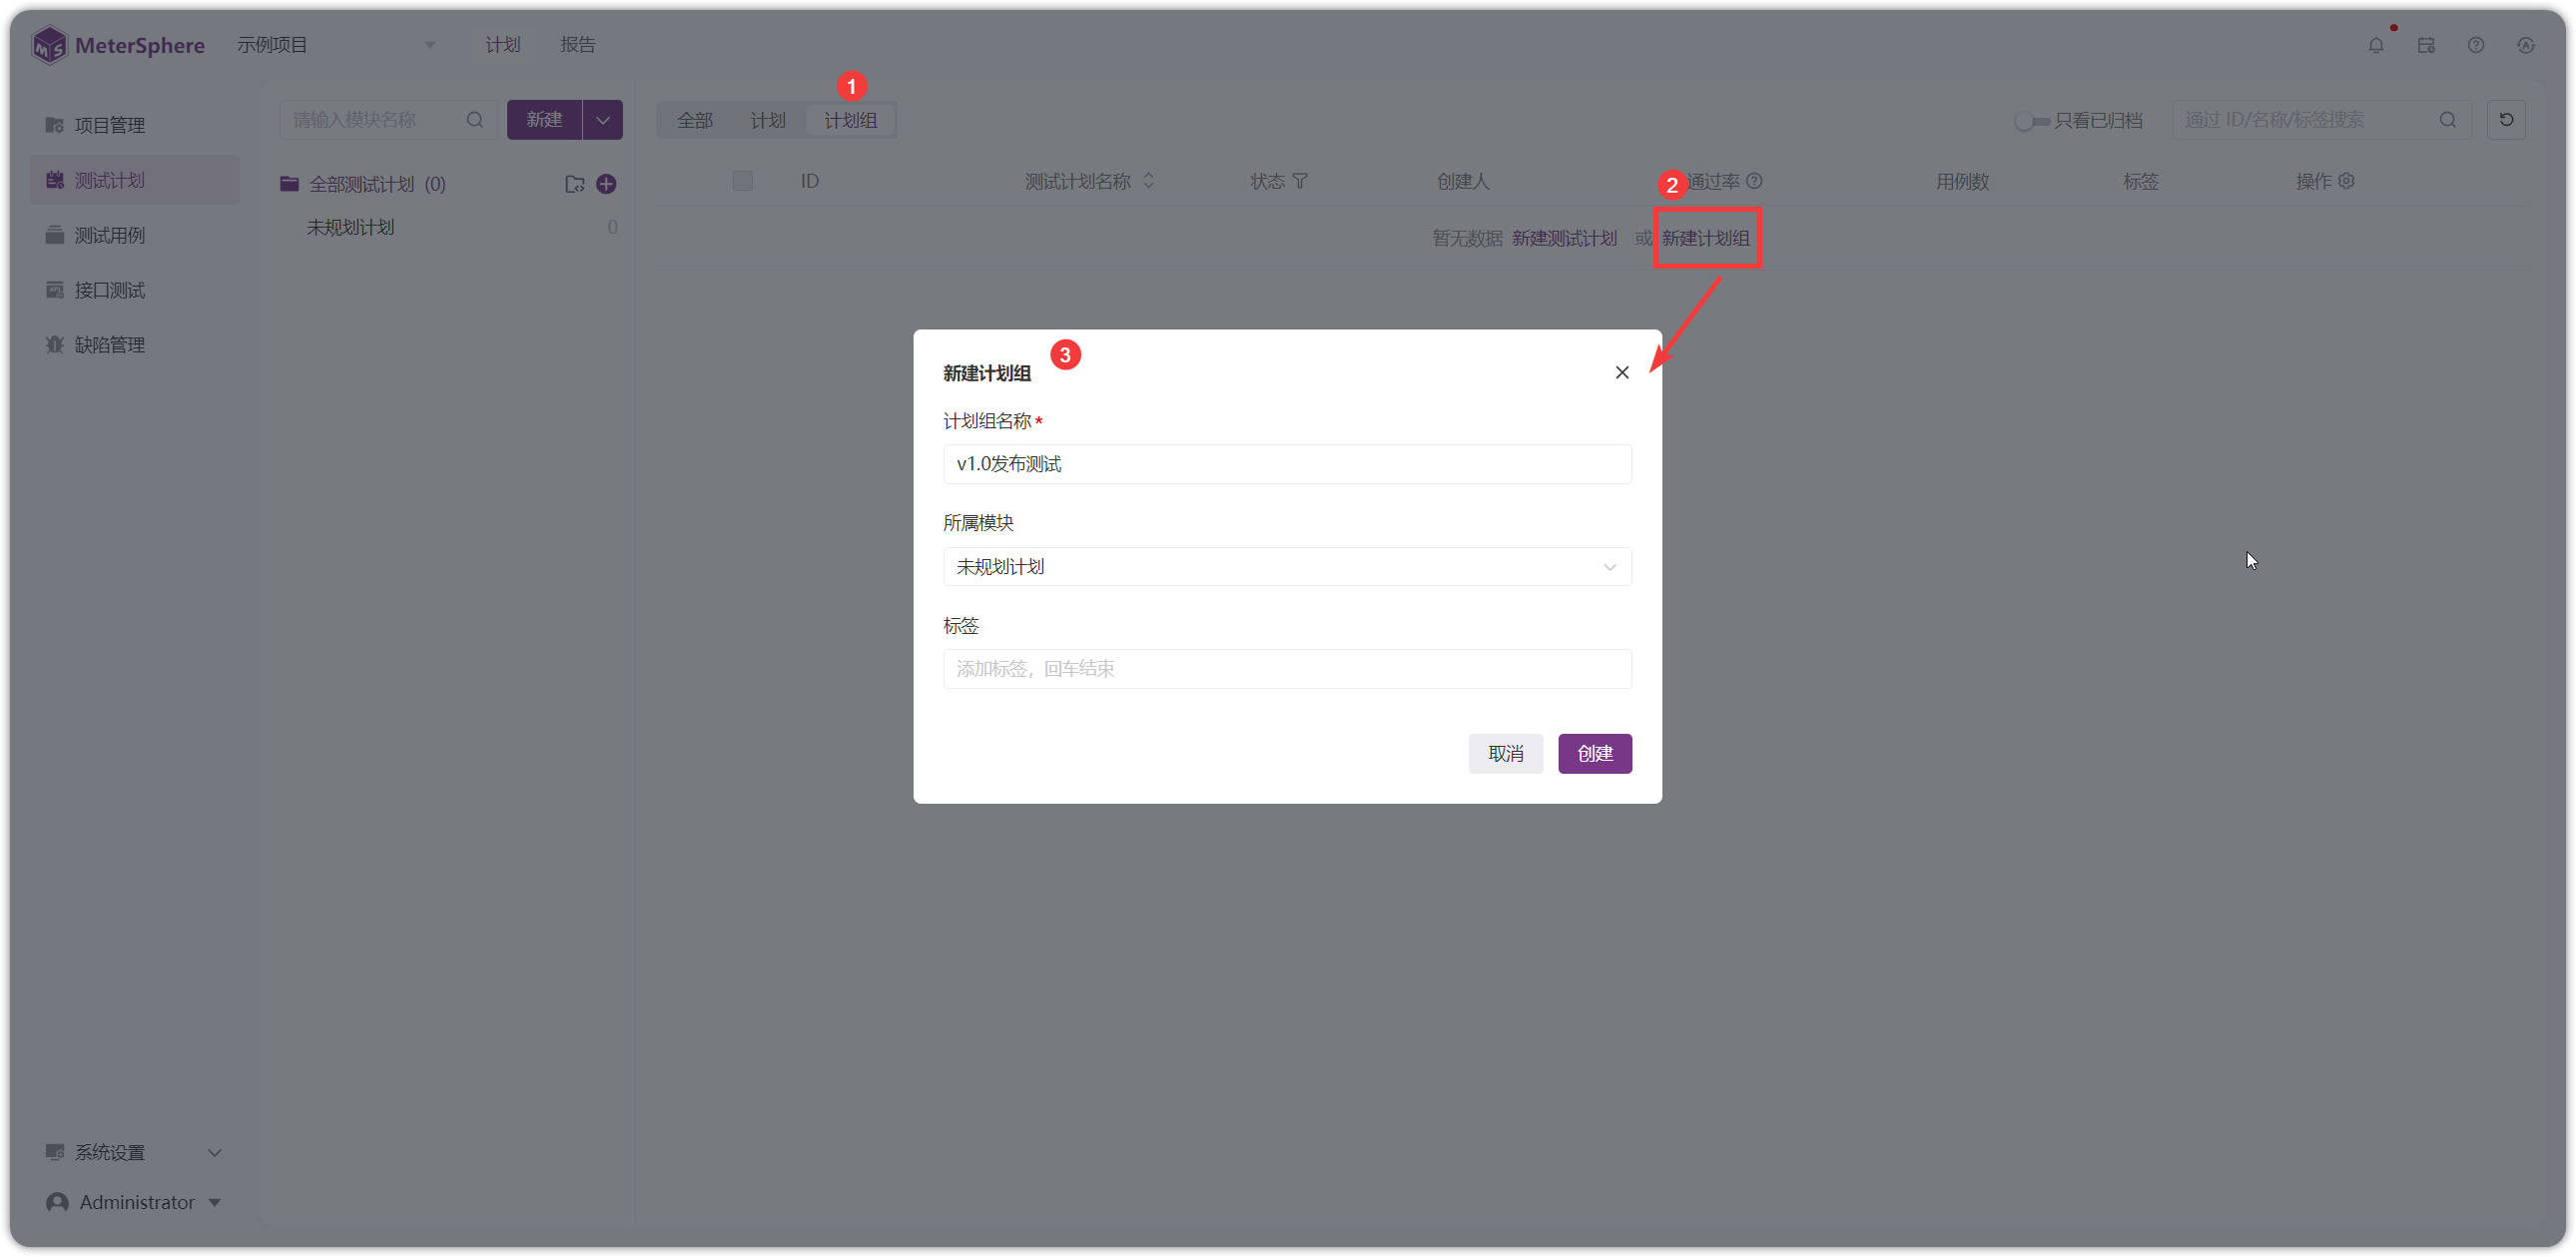 MeterSphere 示例项目 计划 报告
1
项目管理
测试计划
测试用例
接口测试
缺陷管理
系统设置
Administrator
请输入模块名称 新建
全部测试计划 (0)
未规划计划 0
全部 计划 计划组
只看已归档 通过 ID/名称/标签搜索
ID 测试计划名称 状态 创建人 2 通过率 用例数 标签 操作
暂无数据 新建测试计划 或 新建计划组
3
新建计划组
计划组名称*
v1.0发布测试
所属模块
未规划计划
标签
添加标签，回车结束
取消 创建